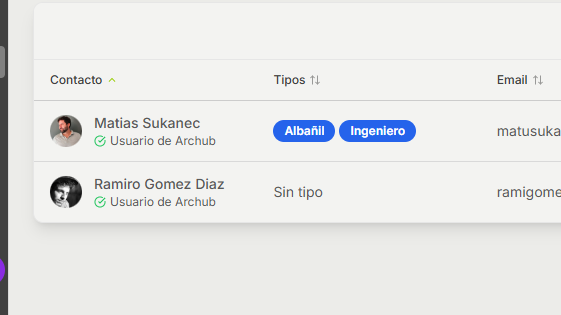 Contacto Tipos Email
Matias Sukanec
Usuario de Archub
Albañil Ingeniero
matusuka
Ramiro Gomez Diaz
Usuario de Archub
Sin tipo
ramigome